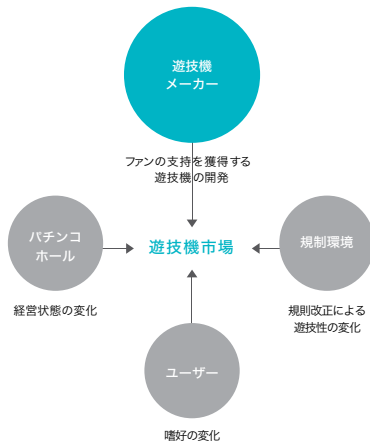 遊技機
メーカー
ファンの支持を獲得する
遊技機の開発
パチンコ
ホール
遊技機市場
規制環境
経営状態の変化
規則改正による
遊技性の変化
ユーザー
嗜好の変化